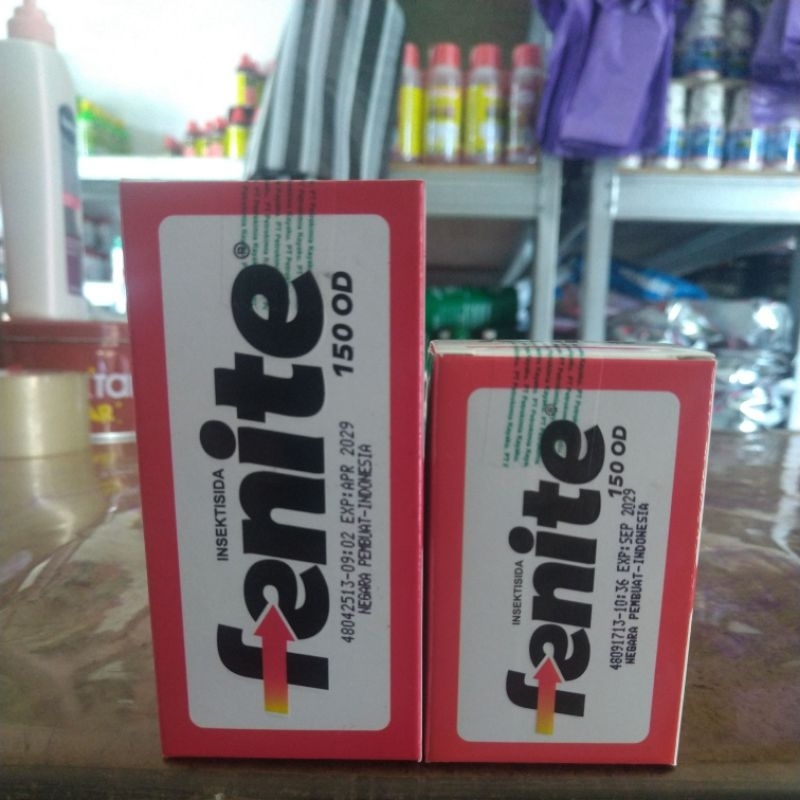 INSEKTISIDA
fenite®
150 OD
48042513-09:02 EXP:APR 2029
NEGARA PEMBUAT-INDONESIA
INSEKTISIDA
fenite®
150 OD
48091713-10:36 EXP:SEP 2029
NEGARA PEMBUAT-INDONESIA